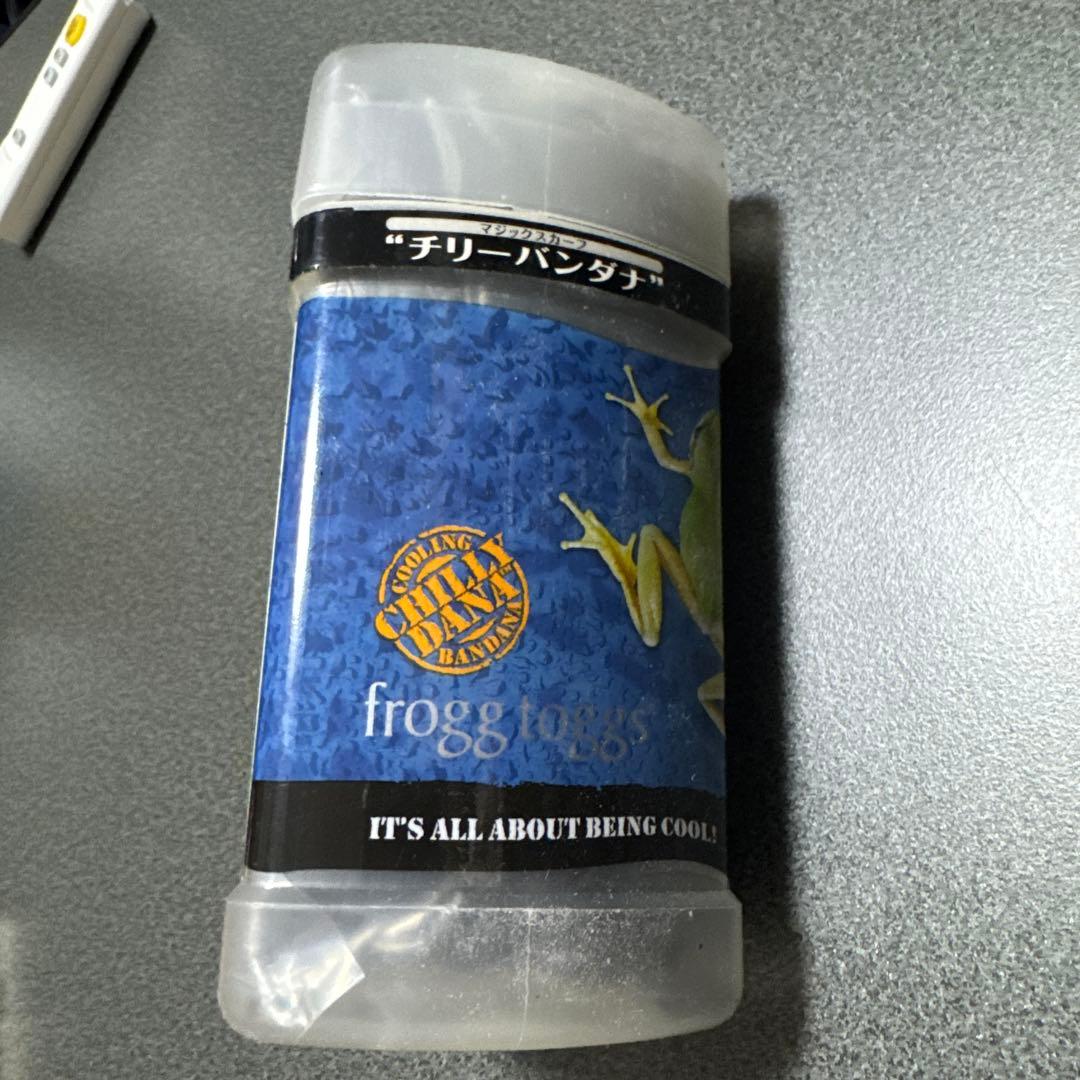 マジックスカーフ
“チリーバンダナ”
COOLING
CHILLY
DANA™
BANDANA
frogg toggs
IT'S ALL ABOUT BEING COOL!